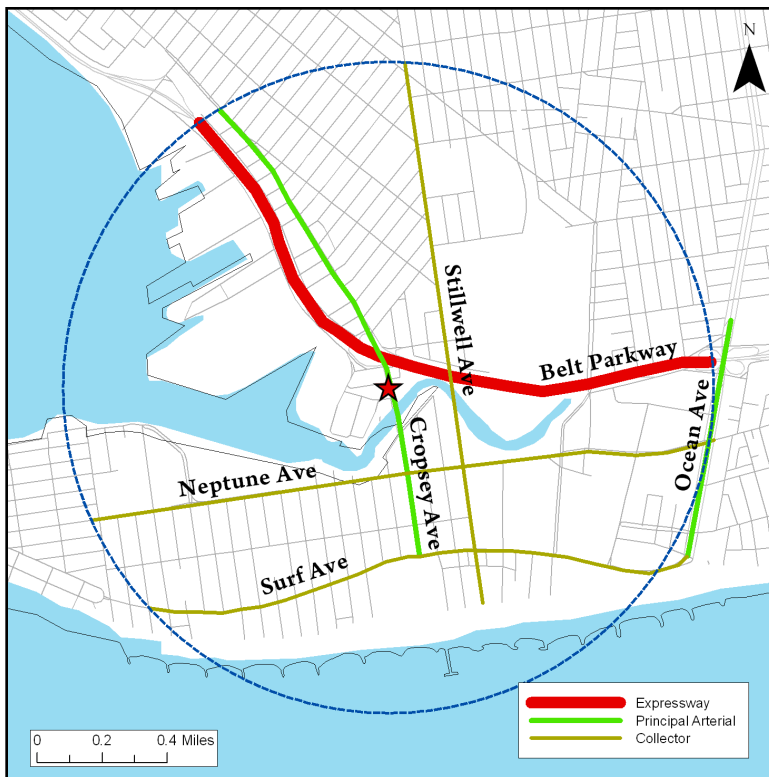 N
Stillwell Ave
Belt Parkway
Ocean Ave
Cropsey Ave
Neptune Ave
Surf Ave
0 0.2 0.4 Miles
Expressway
Principal Arterial
Collector